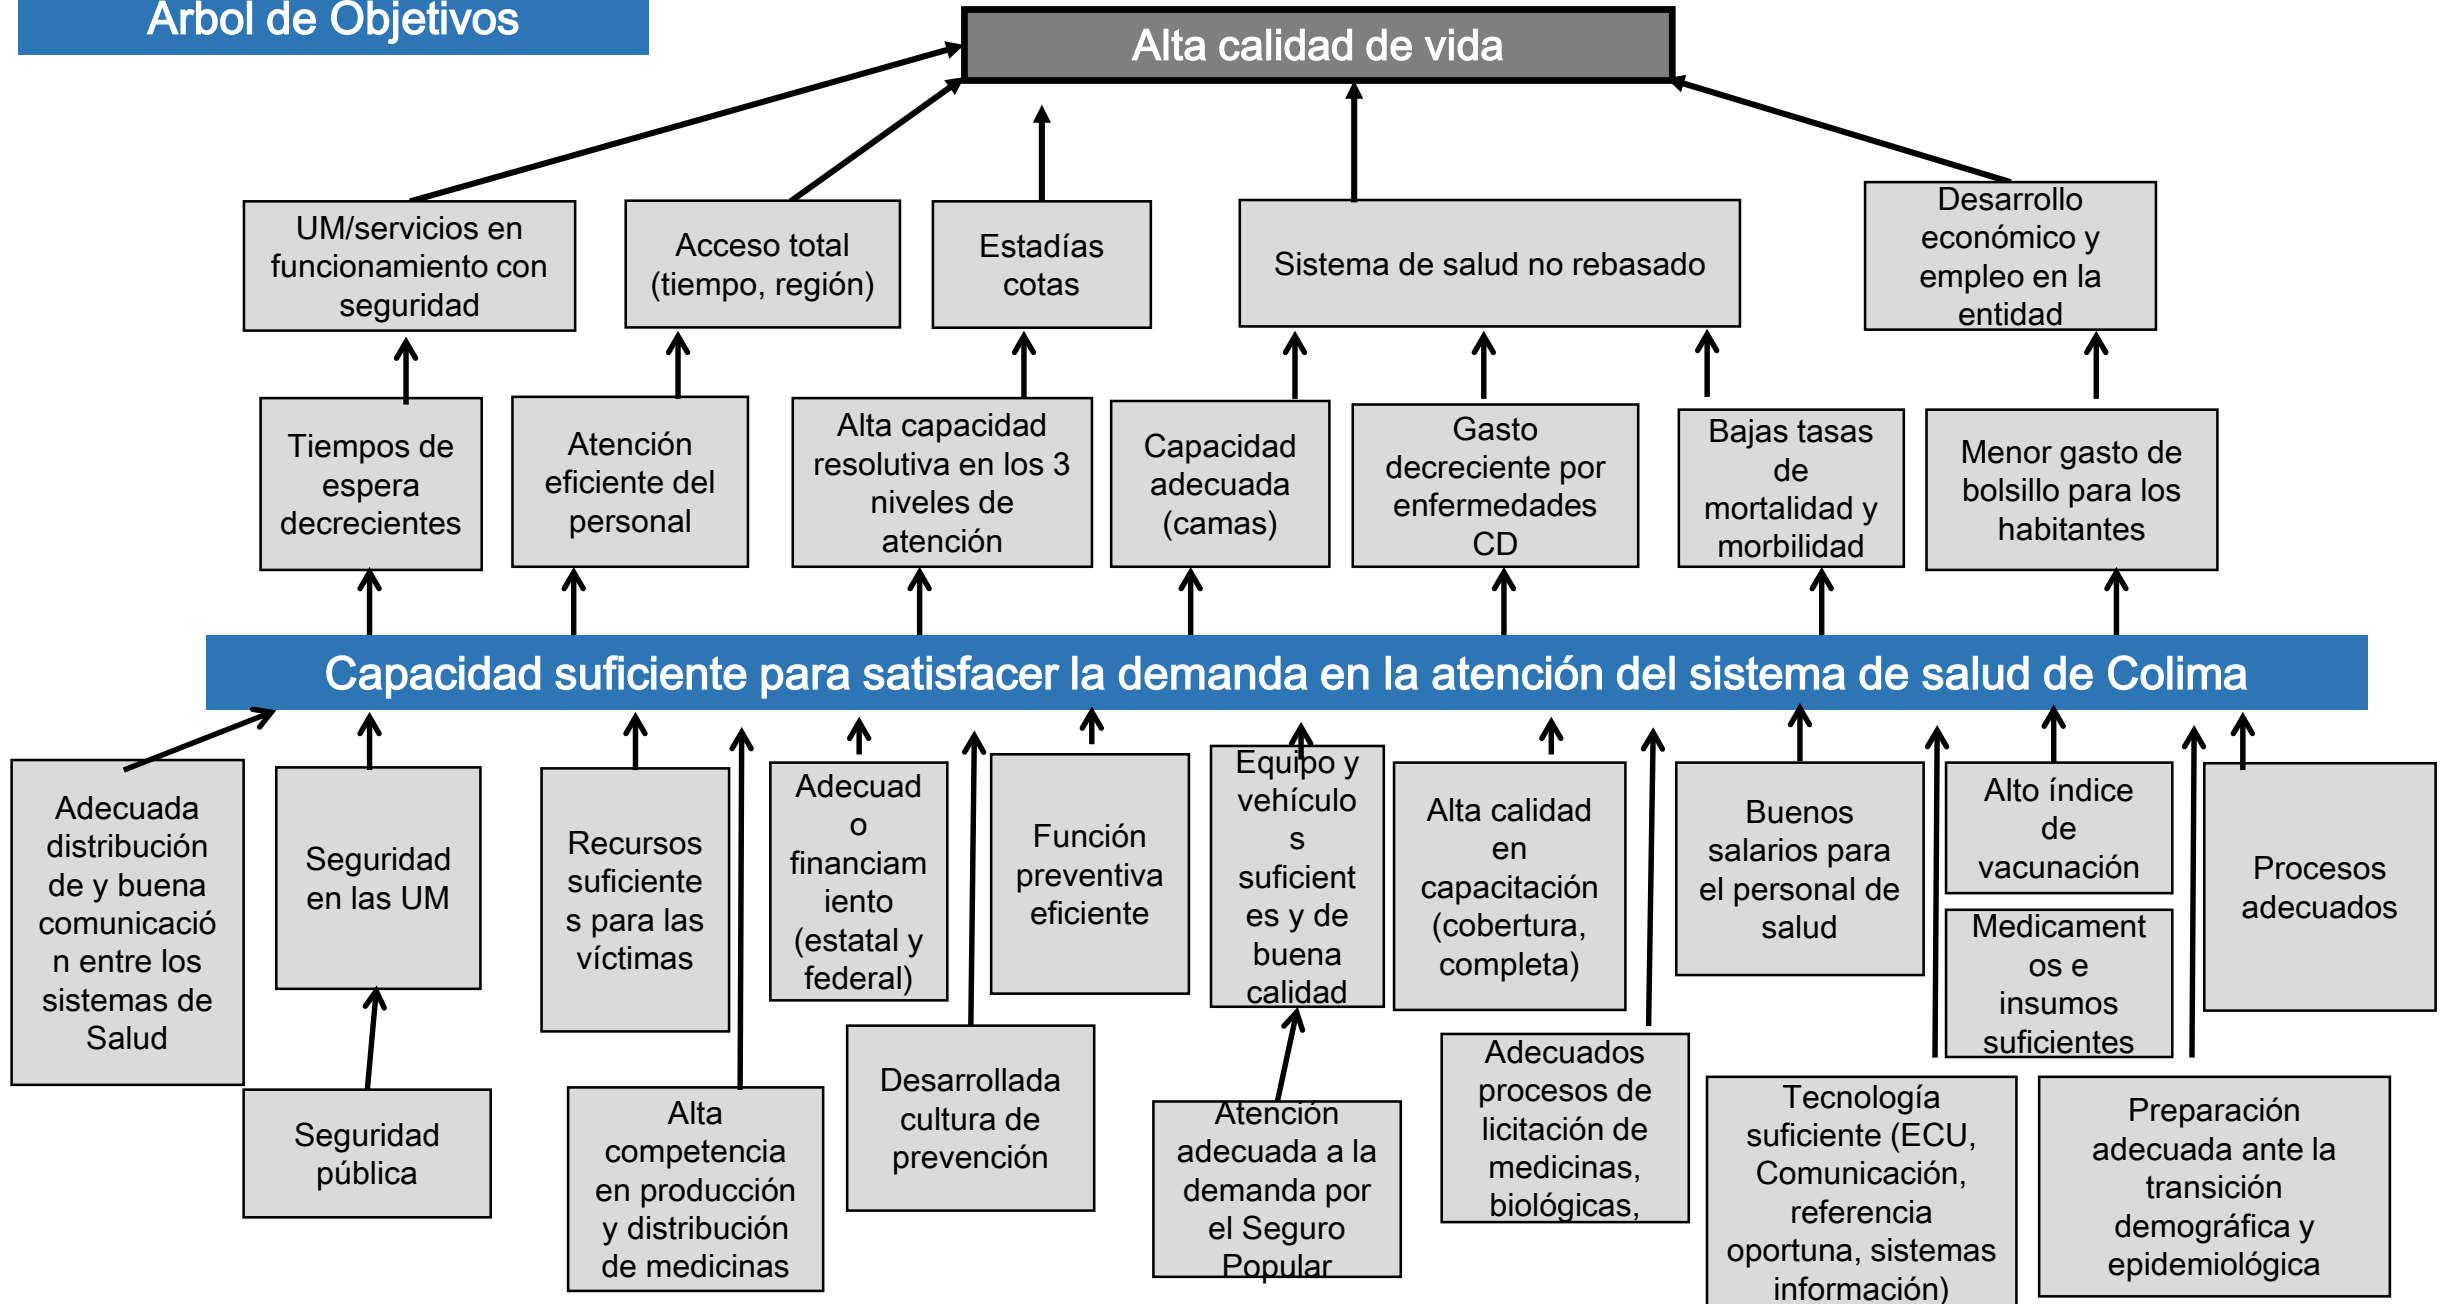 Arbol de Objetivos
Alta calidad de vida
UM/servicios en
funcionamiento con
seguridad
Acceso total
(tiempo, región)
Estadías
cotas
Sistema de salud no rebasado
Desarrollo
económico y
empleo en la
entidad
Tiempos de
espera
decrecientes
Atención
eficiente del
personal
Alta capacidad
resolutiva en los 3
niveles de
atención
Capacidad
adecuada
(camas)
Gasto
decreciente por
enfermedades
CD
Bajas tasas
de
mortalidad y
morbilidad
Menor gasto de
bolsillo para los
habitantes
Capacidad suficiente para satisfacer la demanda en la atención del sistema de salud de Colima
Adecuada
distribución
de y buena
comunicació
n entre los
sistemas de
Salud
Seguridad
en las UM
Recursos
suficiente
s para las
víctimas
Adecuad
o
financiam
iento
(estatal y
federal)
Función
preventiva
eficiente
Equipo y
vehículo
s
suficient
es y de
buena
calidad
Alta calidad
en
capacitación
(cobertura,
completa)
Buenos
salarios para
el personal de
salud
Alto índice
de
vacunación
Medicament
os e
insumos
suficientes
Procesos
adecuados
Seguridad
pública
Alta
competencia
en producción
y distribución
de medicinas
Desarrollada
cultura de
prevención
Atención
adecuada a la
demanda por
el Seguro
Popular
Adecuados
procesos de
licitación de
medicinas,
biológicas,
Tecnología
suficiente (ECU,
Comunicación,
referencia
oportuna, sistemas
información)
Preparación
adecuada ante la
transición
demográfica y
epidemiológica